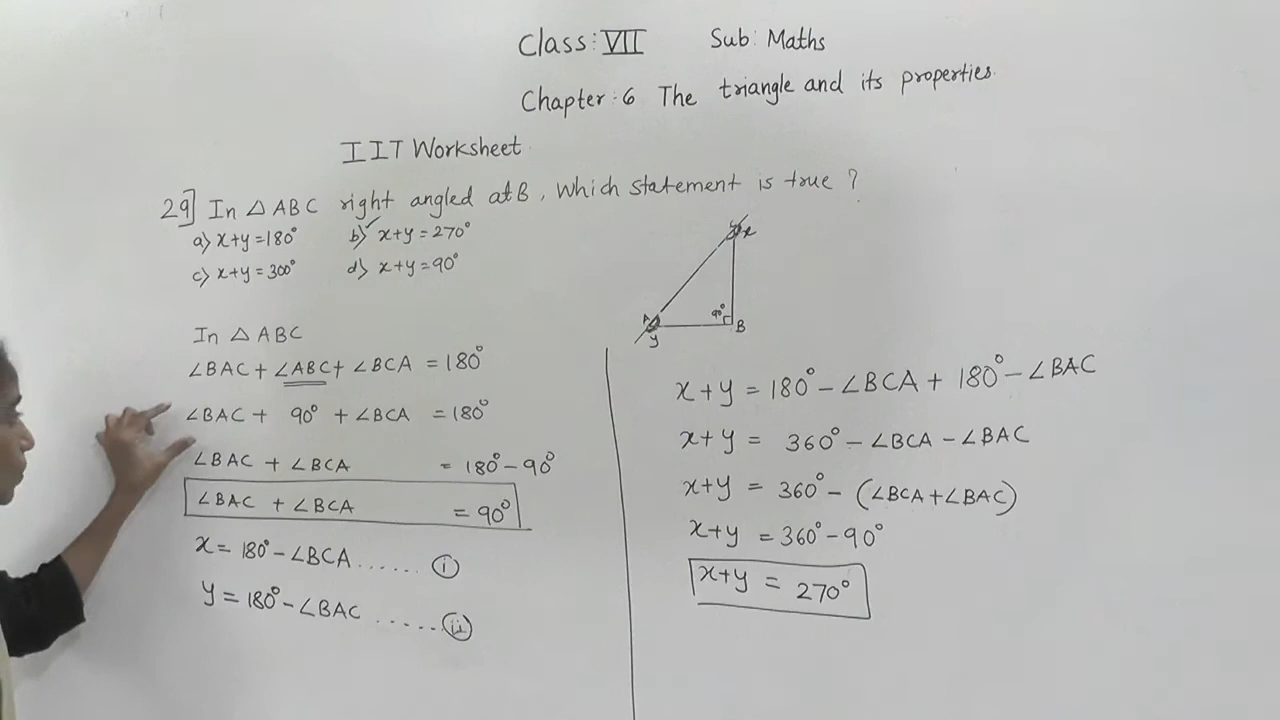 Class: VII Sub: Maths
Chapter: 6 The triangle and its properties.
IIT Worksheet.
29] In △ABC right angled at B, Which statement is true ?
a) x+y=180° b) x+y=270°
c) x+y=300° d) x+y=90°
A B y x 90°
In △ABC
∠BAC + ∠ABC + ∠BCA = 180°
∠BAC + 90° + ∠BCA = 180°
∠BAC + ∠BCA = 180° - 90°
∠BAC + ∠BCA = 90°
x = 180° - ∠BCA ...... (i)
y = 180° - ∠BAC ...... (ii)
x+y = 180° - ∠BCA + 180° - ∠BAC
x+y = 360° - ∠BCA - ∠BAC
x+y = 360° - (∠BCA+∠BAC)
x+y = 360° - 90°
x+y = 270°